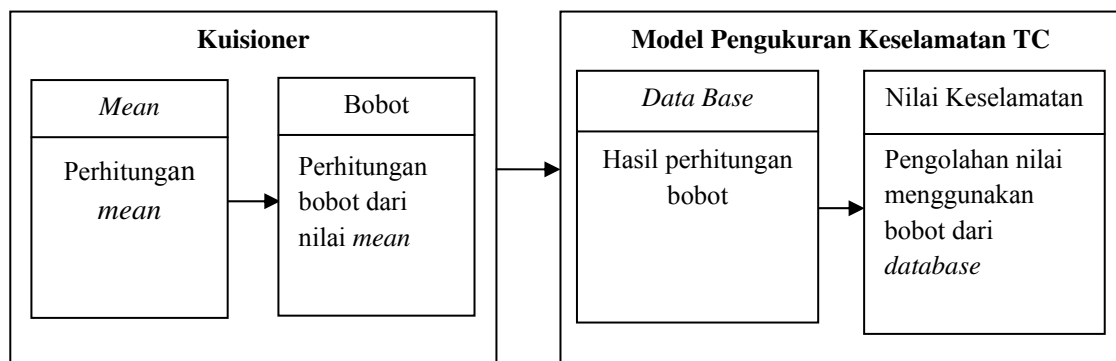 Kuisioner
Mean
Perhitungan
mean
Bobot
Perhitungan
bobot dari
nilai mean
Model Pengukuran Keselamatan TC
Data Base
Hasil perhitungan
bobot
Nilai Keselamatan
Pengolahan nilai
menggunakan
bobot dari
database